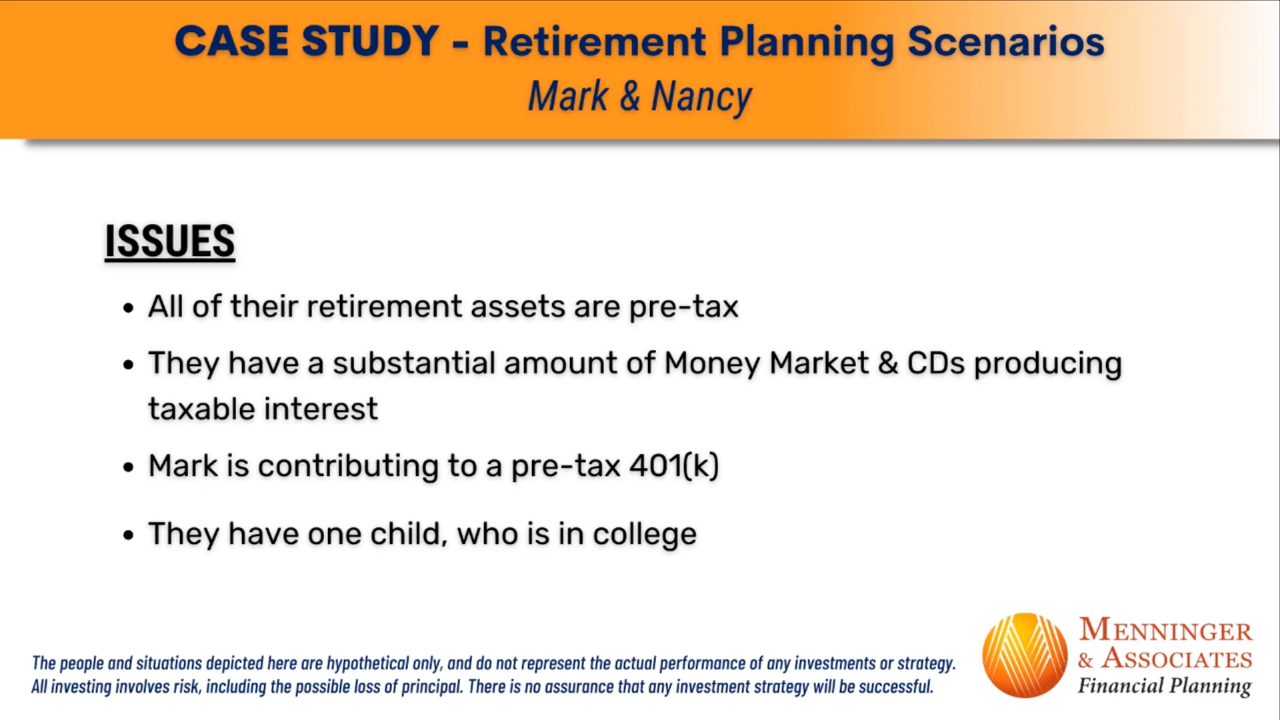 CASE STUDY - Retirement Planning Scenarios
Mark & Nancy
ISSUES
• All of their retirement assets are pre-tax
• They have a substantial amount of Money Market & CDs producing
taxable interest
• Mark is contributing to a pre-tax 401(k)
• They have one child, who is in college
The people and situations depicted here are hypothetical only, and do not represent the actual performance of any investments or strategy.
All investing involves risk, including the possible loss of principal. There is no assurance that any investment strategy will be successful.
MENNINGER
& ASSOCIATES
Financial Planning